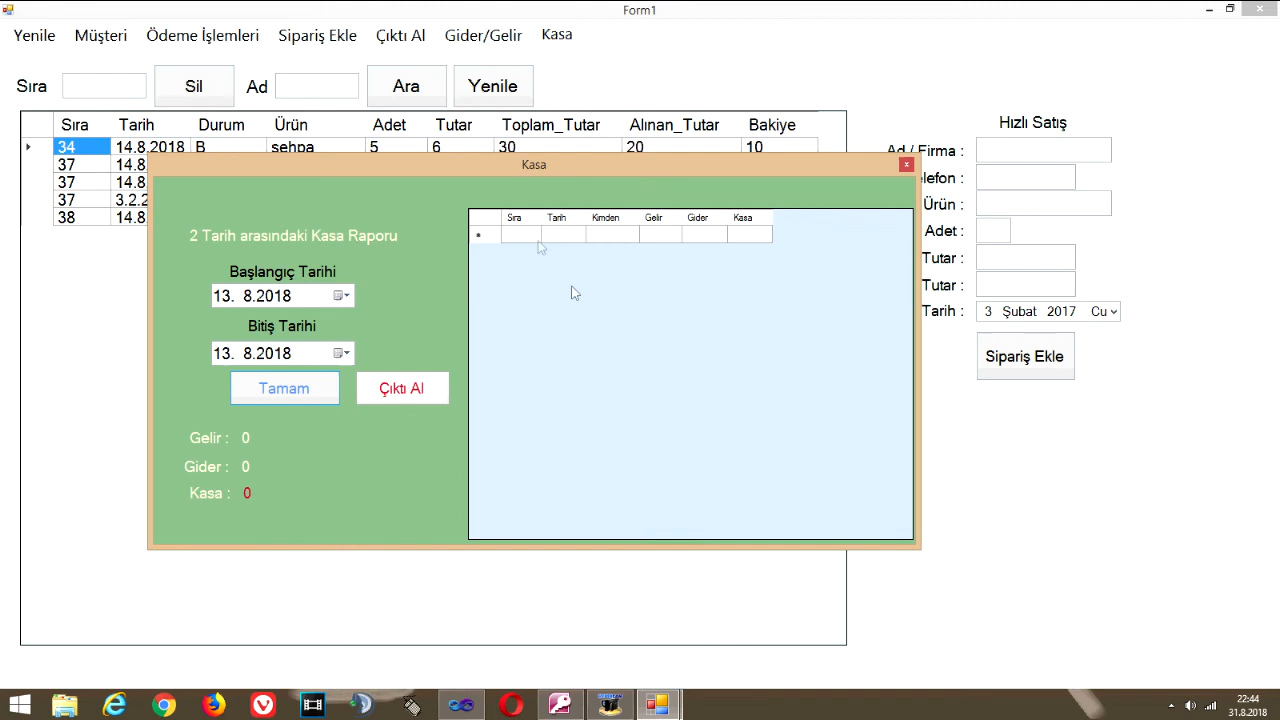 Form1
Yenile Müşteri Ödeme İşlemleri Sipariş Ekle Çıktı Al Gider/Gelir Kasa
Sıra Sil Ad Ara Yenile
Sıra Tarih Durum Ürün Adet Tutar Toplam_Tutar Alınan_Tutar Bakiye
34 14.8.2018 B sehpa 5 6 30 20 10
37 14.8
37 14.8
37 3.2.2
38 14.8
Kasa
2 Tarih arasındaki Kasa Raporu
Başlangıç Tarihi
13. 8.2018
Bitiş Tarihi
13. 8.2018
Tamam Çıktı Al
Gelir : 0
Gider : 0
Kasa : 0
Sıra Tarih Kimden Gelir Gider Kasa
Hızlı Satış
Ad / Firma :
elefon :
Ürün :
Adet :
Tutar :
Tutar :
Tarih : 3 Şubat 2017 Cu
Sipariş Ekle
22:44
31.8.2018